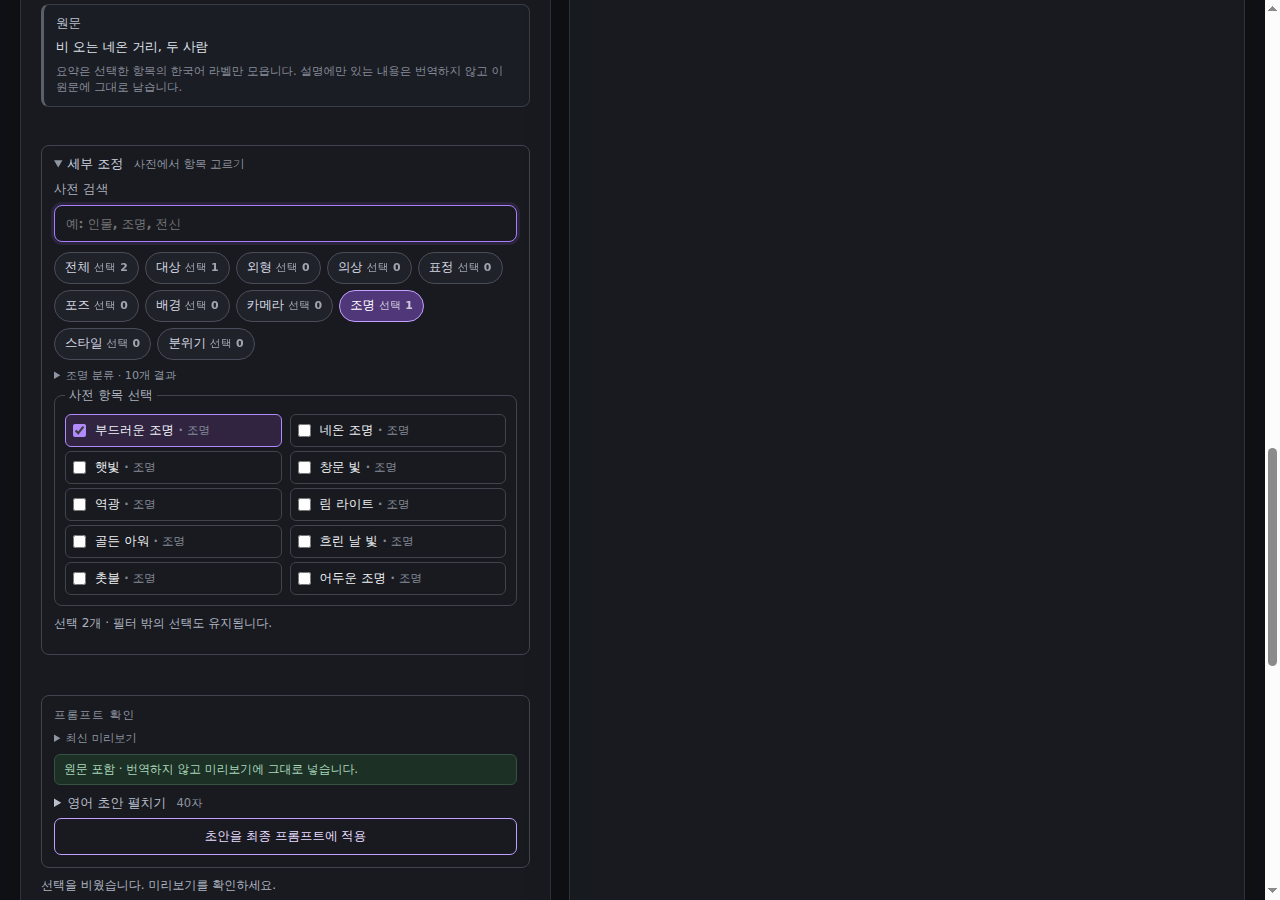 원문
비 오는 네온 거리, 두 사람
요약은 선택한 항목의 한국어 라벨만 모읍니다. 설명에만 있는 내용은 번역하지 않고 이
원문에 그대로 남습니다.
▼ 세부 조정 사전에서 항목 고르기
사전 검색
예: 인물, 조명, 전신
전체 선택 2 대상 선택 1 외형 선택 0 의상 선택 0 표정 선택 0
포즈 선택 0 배경 선택 0 카메라 선택 0 조명 선택 1
스타일 선택 0 분위기 선택 0
▶ 조명 분류 · 10개 결과
사전 항목 선택
부드러운 조명 · 조명 네온 조명 · 조명
햇빛 · 조명 창문 빛 · 조명
역광 · 조명 림 라이트 · 조명
골든 아워 · 조명 흐린 날 빛 · 조명
촛불 · 조명 어두운 조명 · 조명
선택 2개 · 필터 밖의 선택도 유지됩니다.
프롬프트 확인
▶ 최신 미리보기
원문 포함 · 번역하지 않고 미리보기에 그대로 넣습니다.
▶ 영어 초안 펼치기 40자
초안을 최종 프롬프트에 적용
선택을 비웠습니다. 미리보기를 확인하세요.